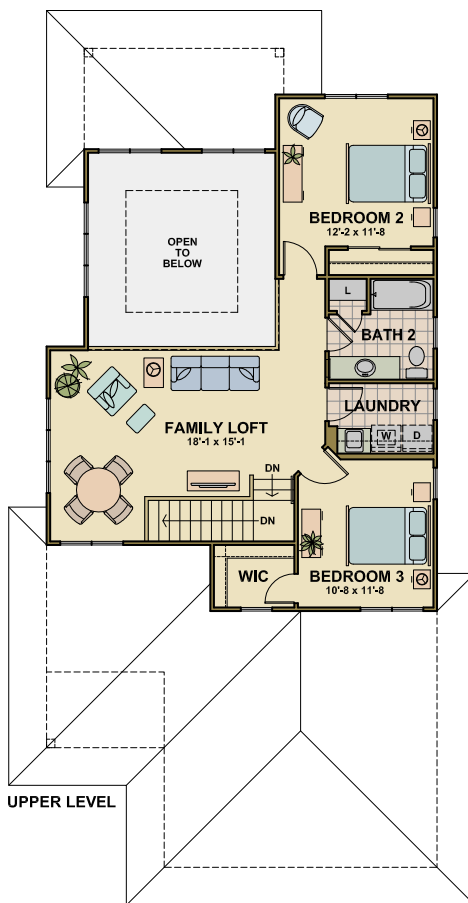 BEDROOM 2
12'-2 x 11'-8
OPEN
TO
BELOW
L
BATH 2
LAUNDRY
W D
FAMILY LOFT
18'-1 x 15'-1
DN
DN
WIC
BEDROOM 3
10'-8 x 11'-8
UPPER LEVEL